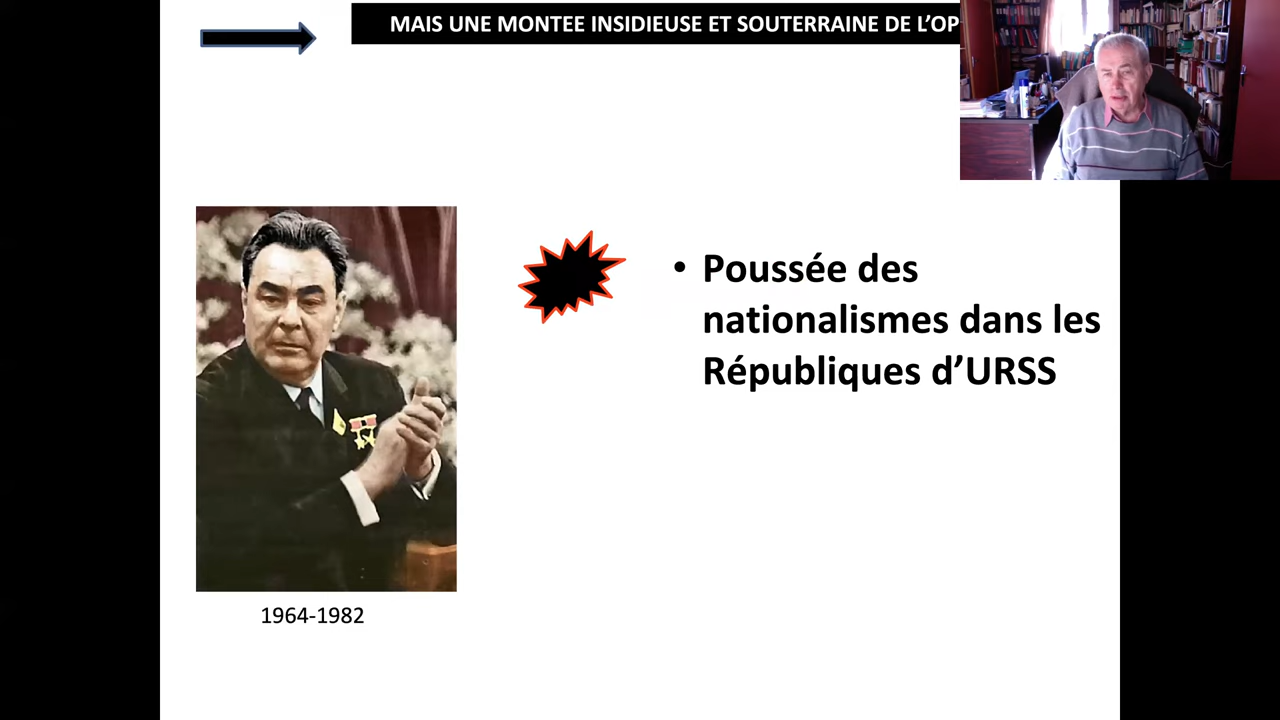 MAIS UNE MONTEE INSIDIEUSE ET SOUTERRAINE DE L’OP
• Poussée des
nationalismes dans les
Républiques d’URSS
1964-1982